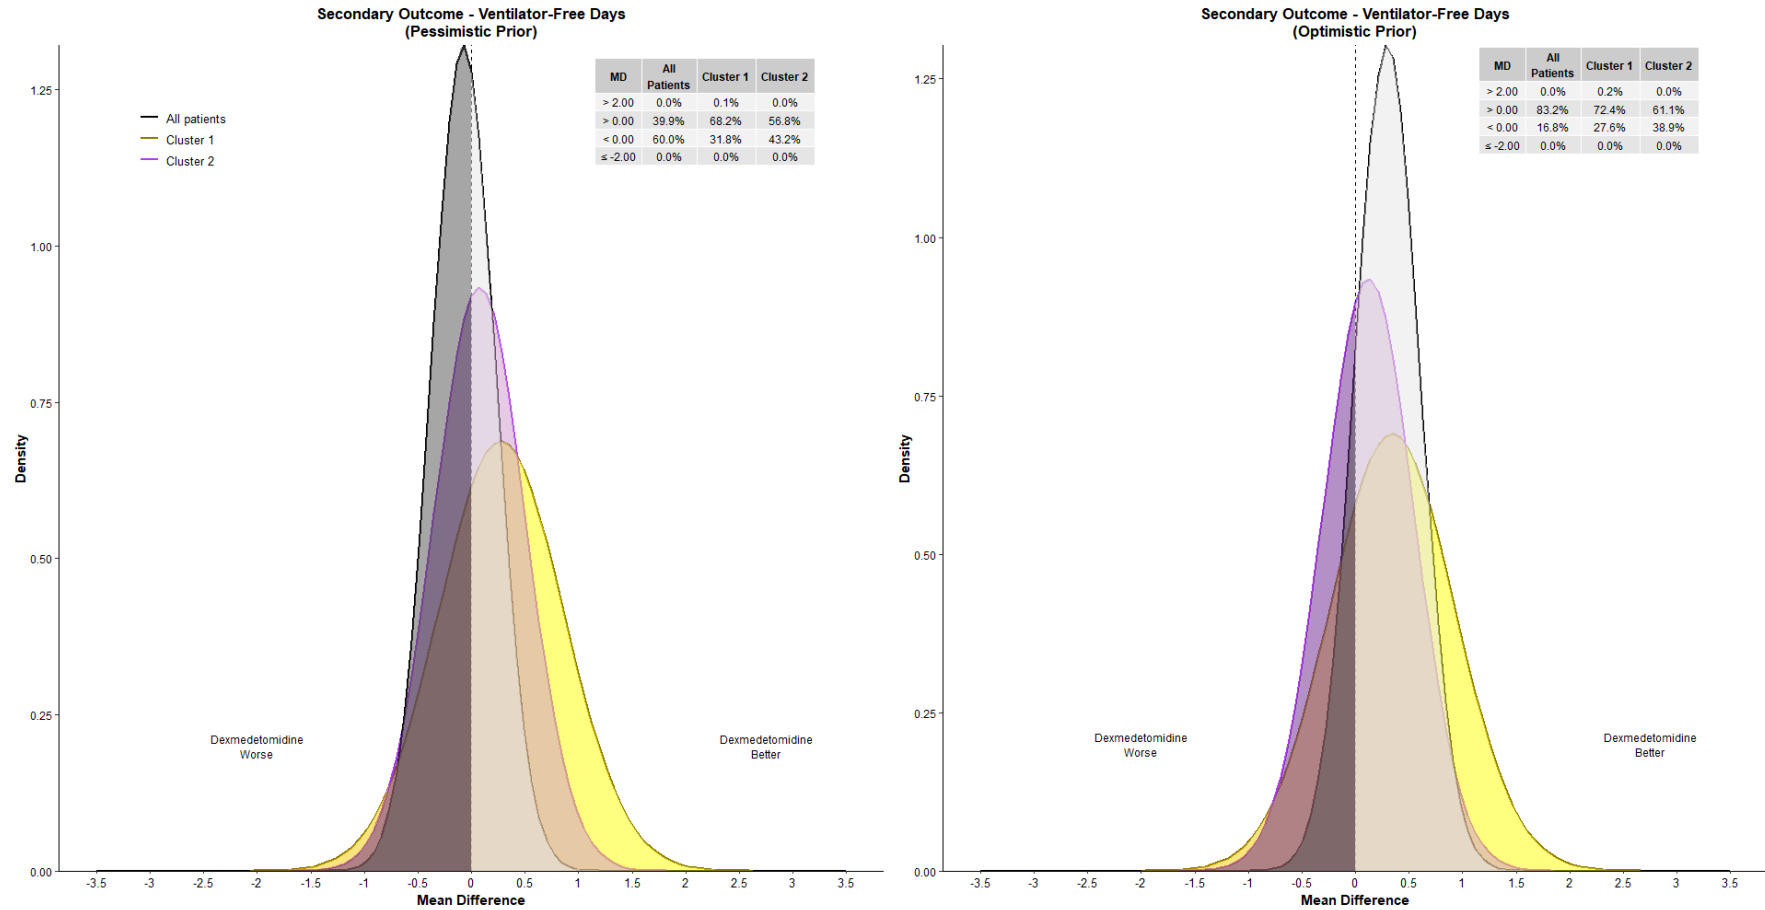 Secondary Outcome - Ventilator-Free Days
(Pessimistic Prior)
MD All Patients Cluster 1 Cluster 2
> 2.00 0.0% 0.1% 0.0%
> 0.00 39.9% 68.2% 56.8%
< 0.00 60.0% 31.8% 43.2%
≤ -2.00 0.0% 0.0% 0.0%
All patients
Cluster 1
Cluster 2
1.25
1.00
0.75
0.50
0.25
0.00
Density
Dexmedetomidine
Worse
Dexmedetomidine
Better
-3.5 -3 -2.5 -2 -1.5 -1 -0.5 0 0.5 1 1.5 2 2.5 3 3.5
Mean Difference
Secondary Outcome - Ventilator-Free Days
(Optimistic Prior)
MD All Patients Cluster 1 Cluster 2
> 2.00 0.0% 0.2% 0.0%
> 0.00 83.2% 72.4% 61.1%
< 0.00 16.8% 27.6% 38.9%
≤ -2.00 0.0% 0.0% 0.0%
1.25
1.00
0.75
0.50
0.25
0.00
Density
Dexmedetomidine
Worse
Dexmedetomidine
Better
-3.5 -3 -2.5 -2 -1.5 -1 -0.5 0 0.5 1 1.5 2 2.5 3 3.5
Mean Difference